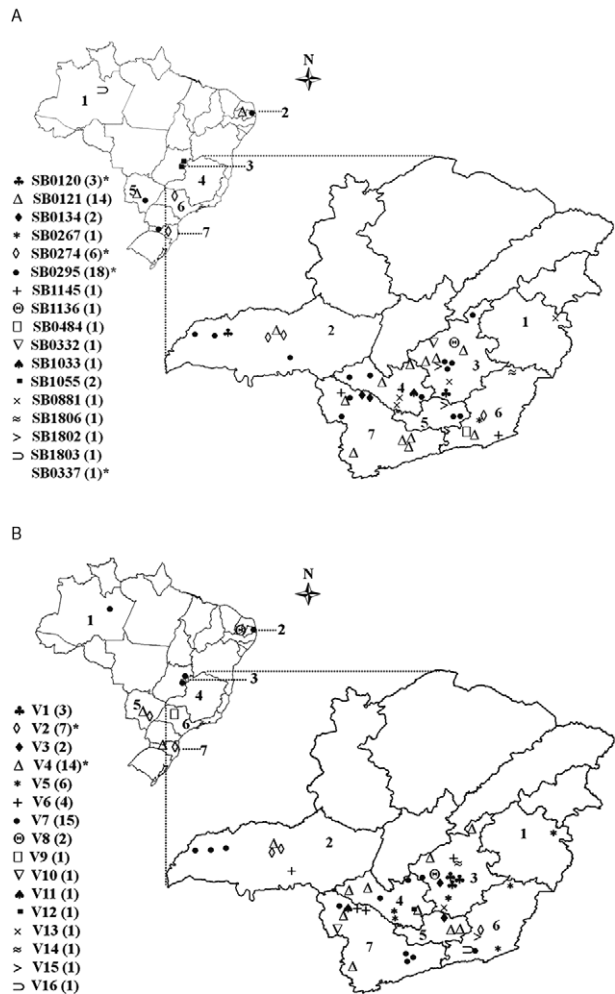 A
N
1
2
3
4
5
6
7
♣ SB0120 (3)*
△ SB0121 (14)
♦ SB0134 (2)
* SB0267 (1)
◊ SB0274 (6)*
● SB0295 (18)*
+ SB1145 (1)
⊖ SB1136 (1)
□ SB0484 (1)
▽ SB0332 (1)
♠ SB1033 (1)
■ SB1055 (2)
× SB0881 (1)
≈ SB1806 (1)
> SB1802 (1)
⊃ SB1803 (1)
SB0337 (1)*
1
2
3
4
5
6
7
B
N
1
2
3
4
5
6
7
♣ V1 (3)
◊ V2 (7)*
♦ V3 (2)
△ V4 (14)*
* V5 (6)
+ V6 (4)
● V7 (15)
⊖ V8 (2)
□ V9 (1)
▽ V10 (1)
♠ V11 (1)
■ V12 (1)
× V13 (1)
≈ V14 (1)
> V15 (1)
⊃ V16 (1)
1
2
3
4
5
6
7